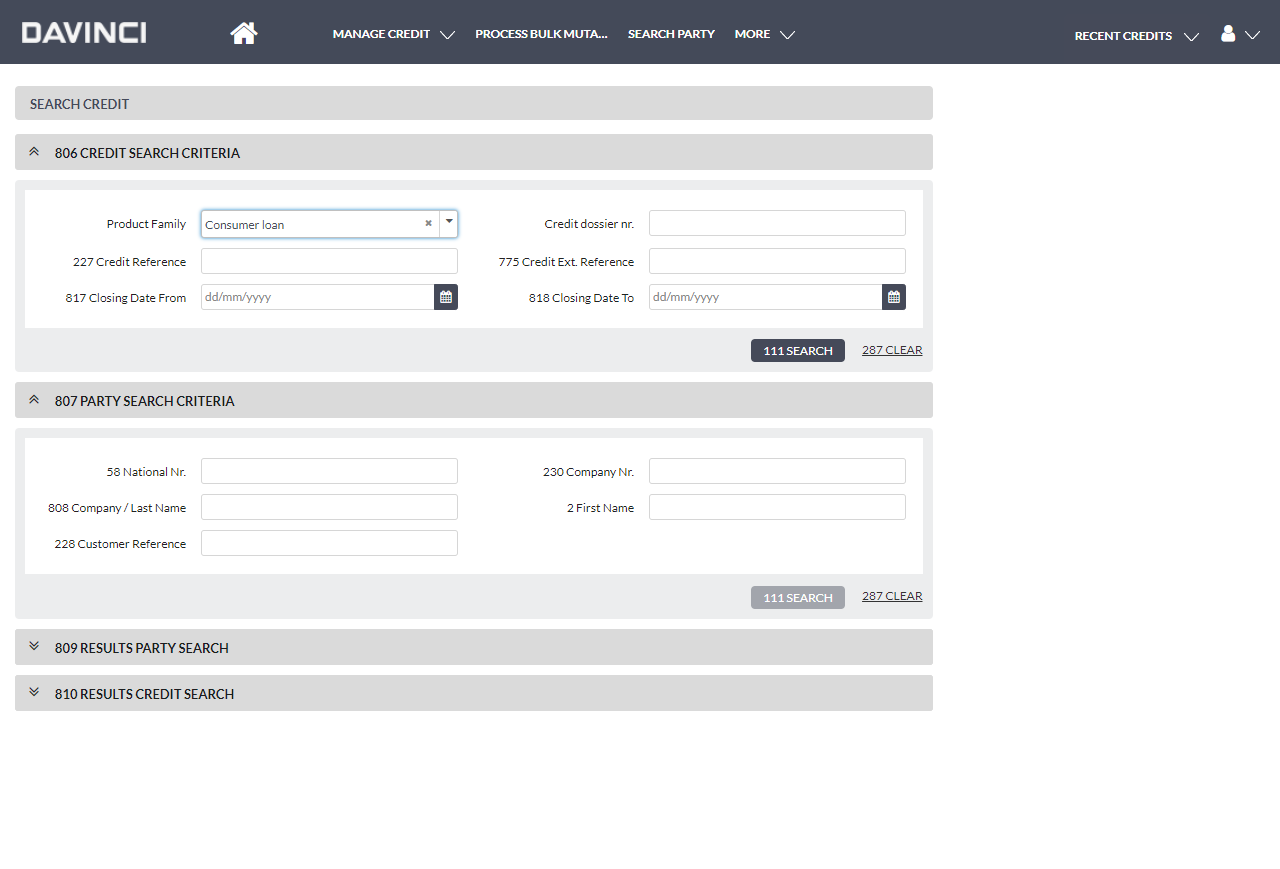 DAVINCI
MANAGE CREDIT PROCESS BULK MUTA... SEARCH PARTY MORE RECENT CREDITS
SEARCH CREDIT
806 CREDIT SEARCH CRITERIA
Product Family Consumer loan Credit dossier nr.
227 Credit Reference 775 Credit Ext. Reference
817 Closing Date From dd/mm/yyyy 818 Closing Date To dd/mm/yyyy
111 SEARCH 287 CLEAR
807 PARTY SEARCH CRITERIA
58 National Nr. 230 Company Nr.
808 Company / Last Name 2 First Name
228 Customer Reference
111 SEARCH 287 CLEAR
809 RESULTS PARTY SEARCH
810 RESULTS CREDIT SEARCH